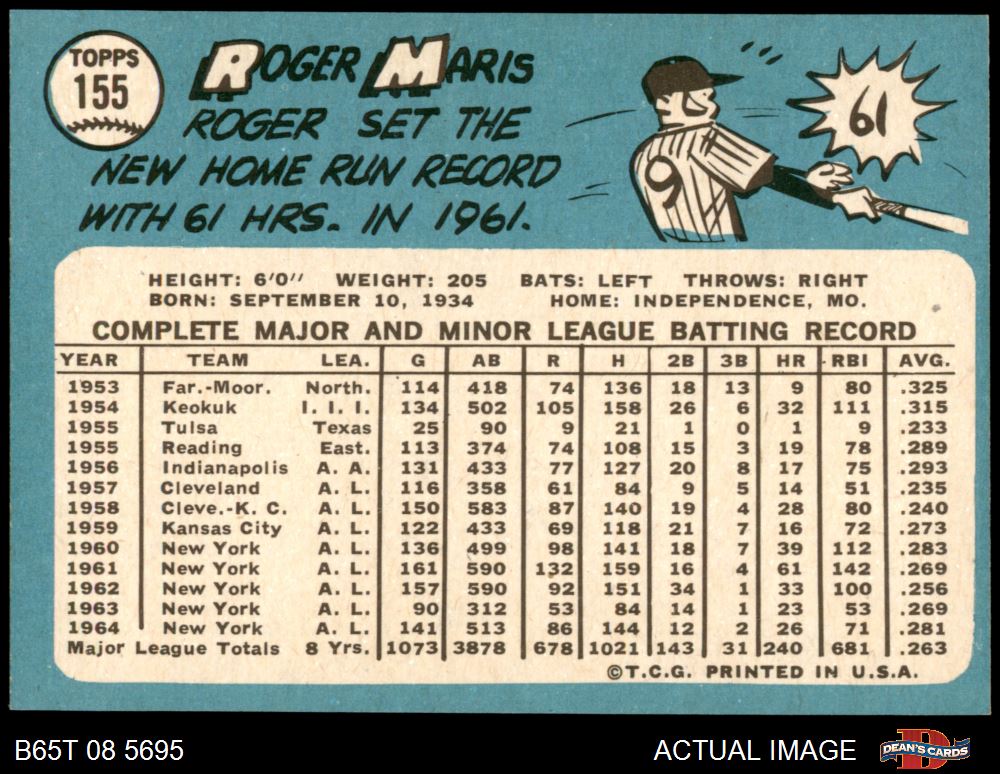 TOPPS
155
ROGER MARIS
ROGER SET THE
NEW HOME RUN RECORD
WITH 61 HRS. IN 1961.
61
9
HEIGHT: 6'0" WEIGHT: 205 BATS: LEFT THROWS: RIGHT
BORN: SEPTEMBER 10, 1934 HOME: INDEPENDENCE, MO.
COMPLETE MAJOR AND MINOR LEAGUE BATTING RECORD
YEAR TEAM LEA. G AB R H 2B 3B HR RBI AVG.
1953 Far.-Moor. North. 114 418 74 136 18 13 9 80 .325
1954 Keokuk I. I. I. 134 502 105 158 26 6 32 111 .315
1955 Tulsa Texas 25 90 9 21 1 0 1 9 .233
1955 Reading East. 113 374 74 108 15 3 19 78 .289
1956 Indianapolis A. A. 131 433 77 127 20 8 17 75 .293
1957 Cleveland A. L. 116 358 61 84 9 5 14 51 .235
1958 Cleve.-K. C. A. L. 150 583 87 140 19 4 28 80 .240
1959 Kansas City A. L. 122 433 69 118 21 7 16 72 .273
1960 New York A. L. 136 499 98 141 18 7 39 112 .283
1961 New York A. L. 161 590 132 159 16 4 61 142 .269
1962 New York A. L. 157 590 92 151 34 1 33 100 .256
1963 New York A. L. 90 312 53 84 14 1 23 53 .269
1964 New York A. L. 141 513 86 144 12 2 26 71 .281
Major League Totals 8 Yrs. 1073 3878 678 1021 143 31 240 681 .263
©T.C.G. PRINTED IN U.S.A.
B65T 08 5695 ACTUAL IMAGE DEAN'S CARDS